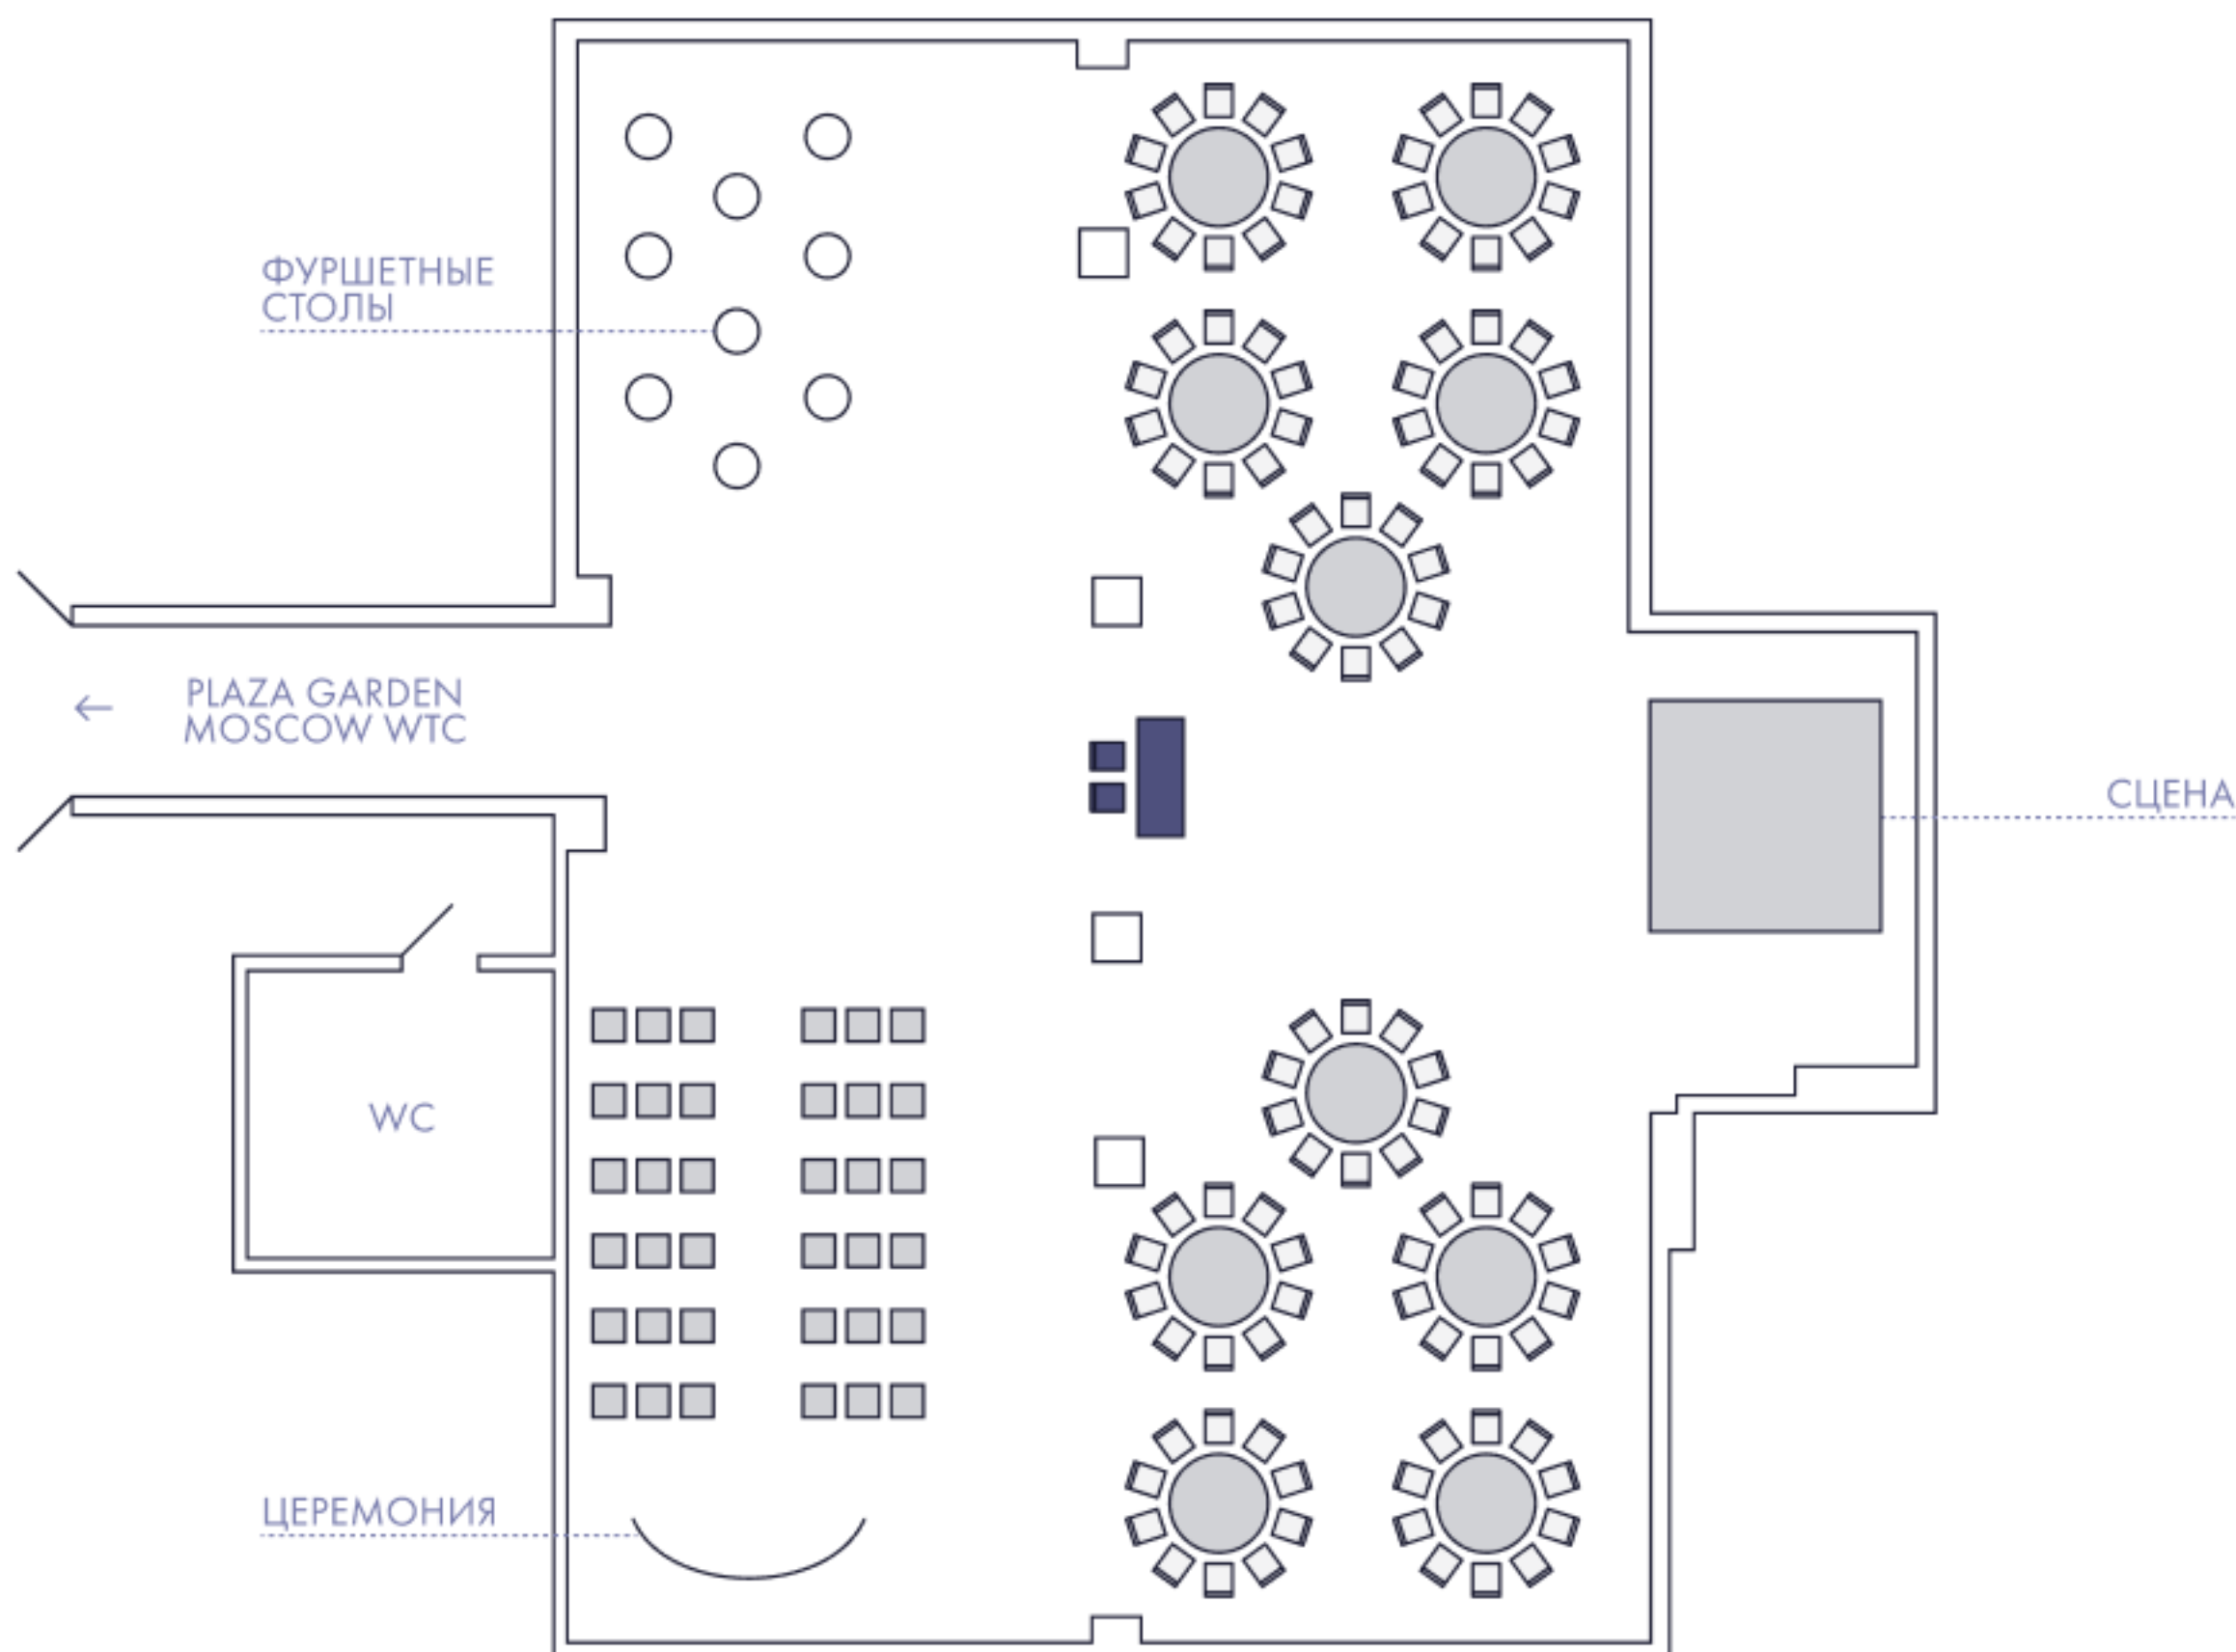 ФУРШЕТНЫЕ
СТОЛЫ
PLAZA GARDEN
MOSCOW WTC
СЦЕНА
WC
ЦЕРЕМОНИЯ